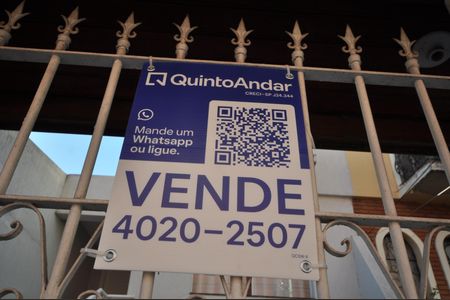 QuintoAndar
CRECI-SP J24.344
Mande um
Whatsapp
ou ligue.
VENDE
4020-2507